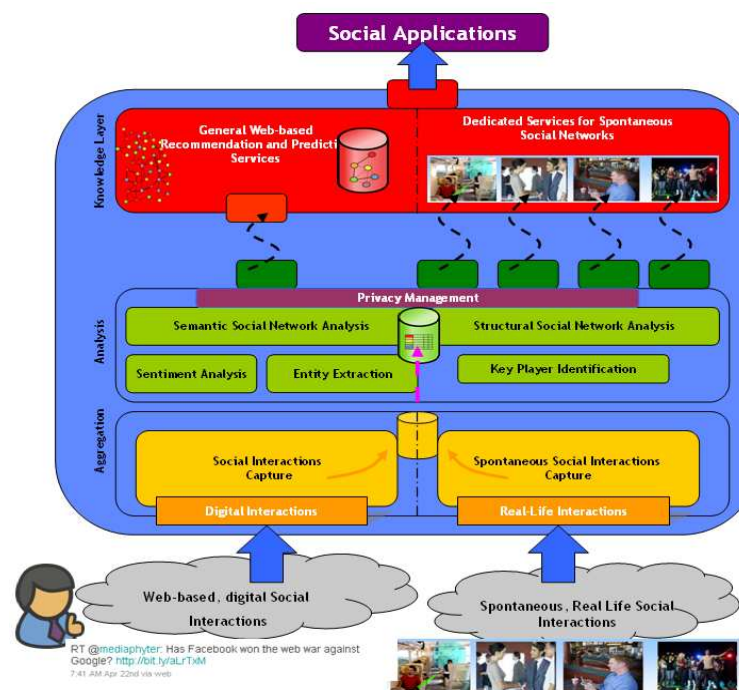 Social Applications
Knowledge Layer
General Web-based
Recommendation and Predicti
Services
Dedicated Services for Spontaneous
Social Networks
Analysis
Privacy Management
Semantic Social Network Analysis
Structural Social Network Analysis
Sentiment Analysis
Entity Extraction
Key Player Identification
Aggregation
Social Interactions
Capture
Spontaneous Social Interactions
Capture
Digital Interactions
Real-Life Interactions
Web-based, digital Social
Interactions
Spontaneous, Real Life Social
Interactions
RT @mediaphyter: Has Facebook won the web war against
Google? http://bit.ly/aLrTxM
7:41 AM Apr 22nd via web